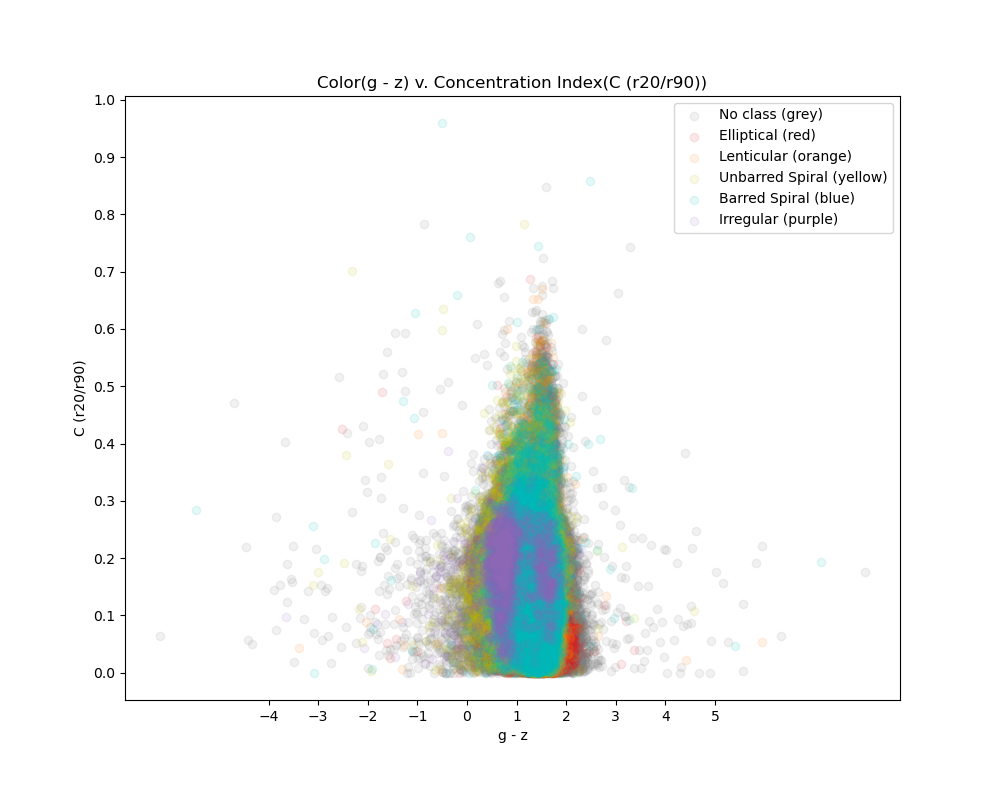 Color(g - z) v. Concentration Index(C (r20/r90))
No class (grey)
Elliptical (red)
Lenticular (orange)
Unbarred Spiral (yellow)
Barred Spiral (blue)
Irregular (purple)
C (r20/r90)
1.0
0.9
0.8
0.7
0.6
0.5
0.4
0.3
0.2
0.1
0.0
−4 −3 −2 −1 0 1 2 3 4 5
g - z